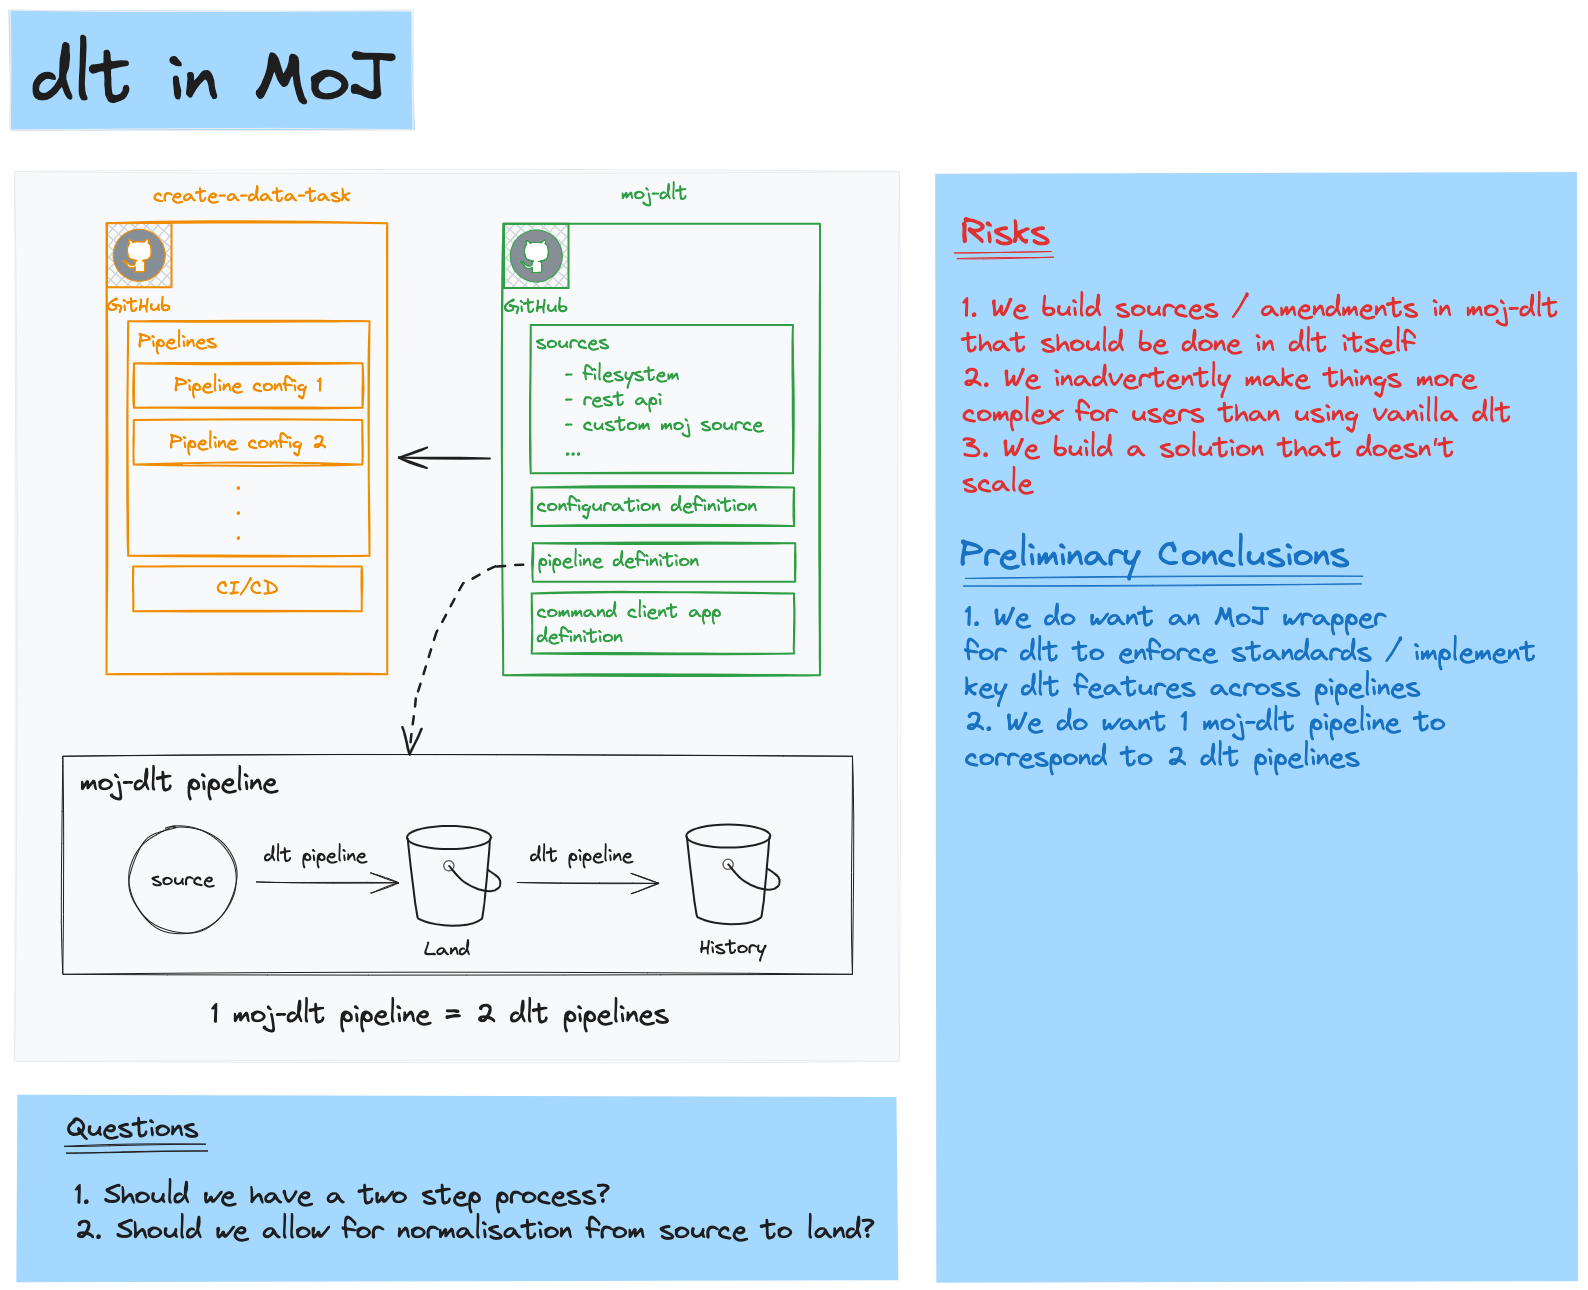 dlt in MoJ
create-a-data-task
GitHub
Pipelines
Pipeline config 1
Pipeline config 2
.
.
.
CI/CD
moj-dlt
GitHub
sources
- filesystem
- rest api
- custom moj source
...
configuration definition
pipeline definition
command client app
definition
moj-dlt pipeline
source
dlt pipeline
Land
dlt pipeline
History
1 moj-dlt pipeline = 2 dlt pipelines
Questions
1. Should we have a two step process?
2. Should we allow for normalisation from source to land?
Risks
1. We build sources / amendments in moj-dlt
that should be done in dlt itself
2. We inadvertently make things more
complex for users than using vanilla dlt
3. We build a solution that doesn't
scale
Preliminary Conclusions
1. We do want an MoJ wrapper
for dlt to enforce standards / implement
key dlt features across pipelines
2. We do want 1 moj-dlt pipeline to
correspond to 2 dlt pipelines